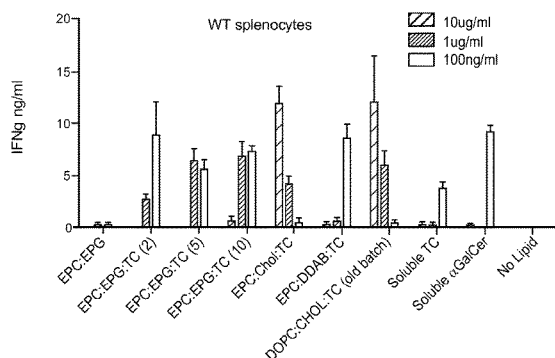 WT splenocytes
10ug/ml
1ug/ml
100ng/ml
IFNg ng/ml
20
15
10
5
0
EPC:EPG
EPC:EPG:TC (2)
EPC:EPG:TC (5)
EPC:EPG:TC (10)
EPC:Chol:TC
EPC:DDAB:TC
DOPC:CHOL:TC (old batch)
Soluble TC
Soluble αGalCer
No Lipid